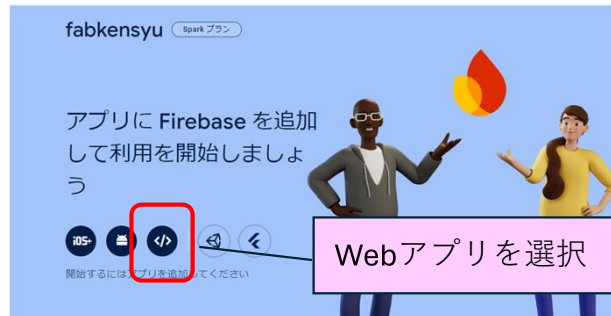 fabkensyu Spark プラン
アプリに Firebase を追加
して利用を開始しましょ
う
iOS+ </>
開始するにはアプリを追加してください
Webアプリを選択